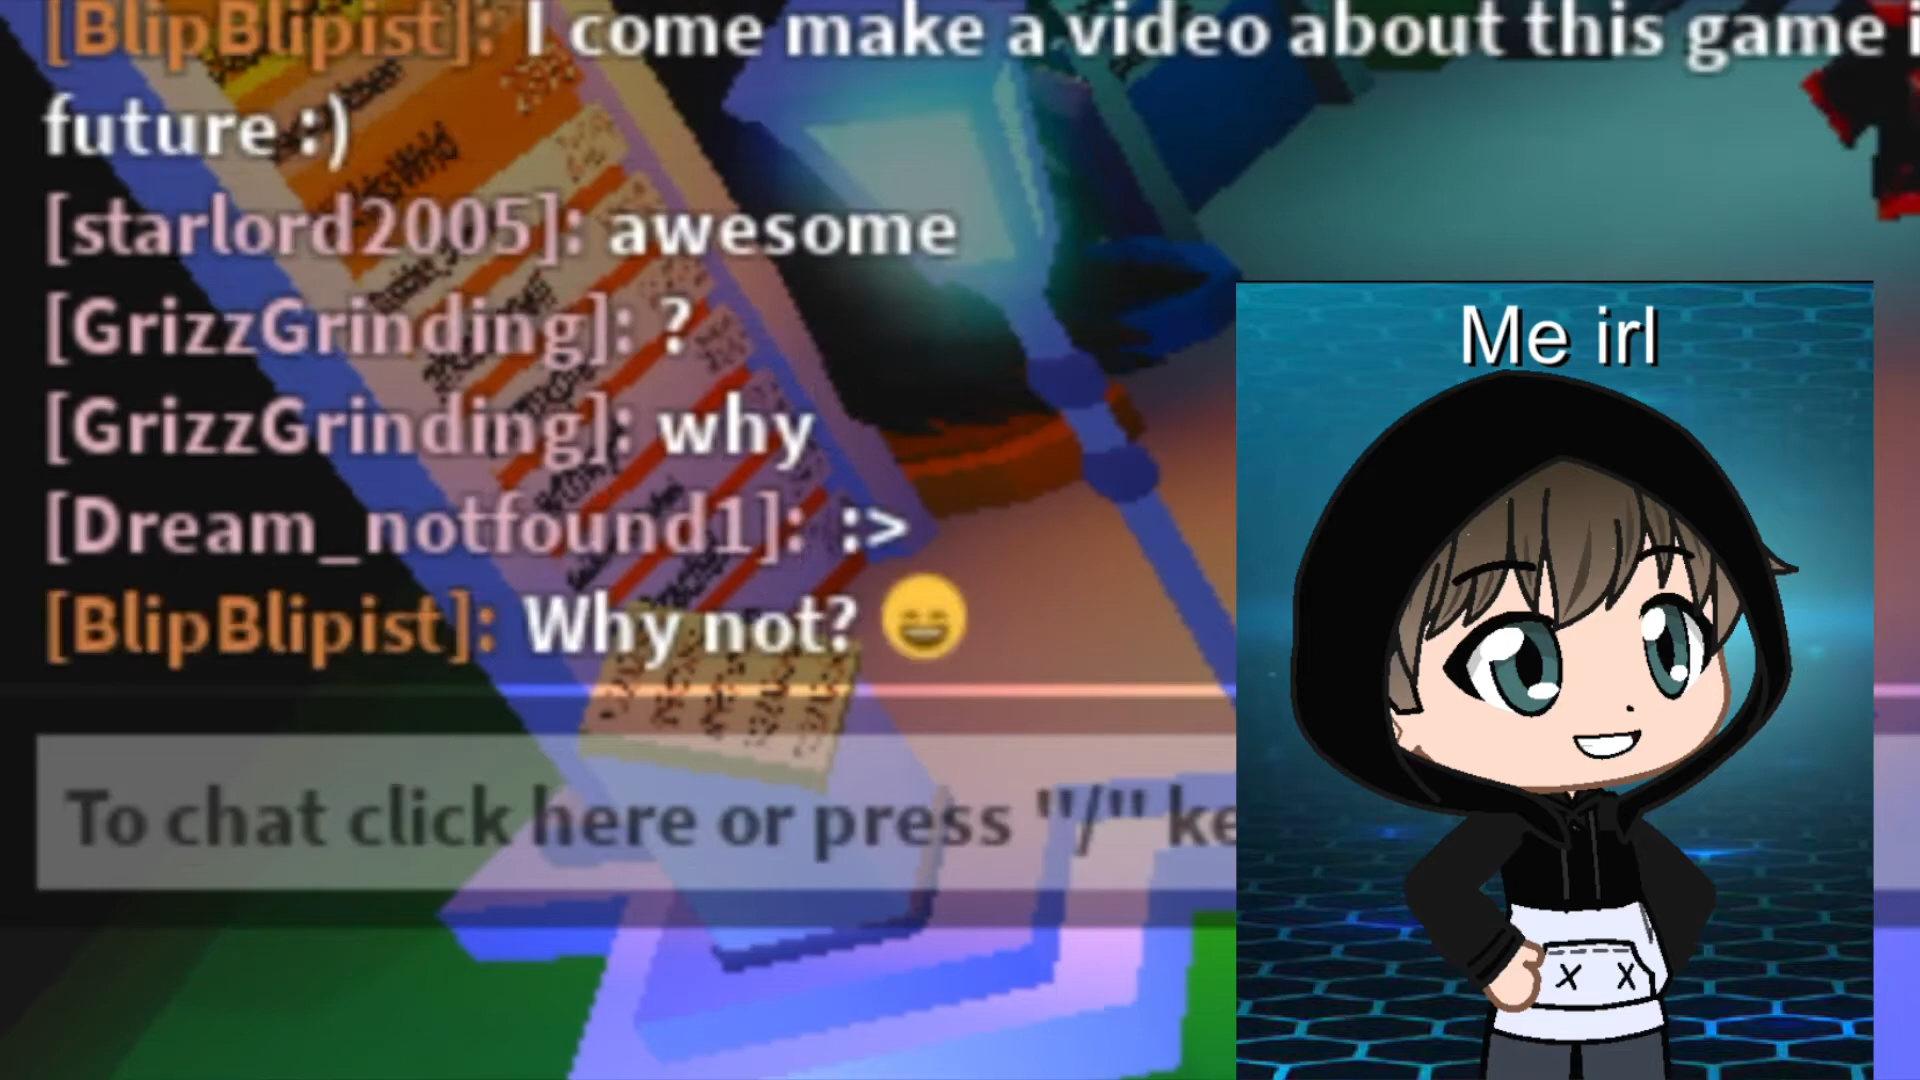 [BlipBlipist]: I come make a video about this game i
future :)
[starlord2005]: awesome
[GrizzGrinding]: ?
[GrizzGrinding]: why
[Dream_notfound1]: :>
[BlipBlipist]: Why not? 😄
To chat click here or press "/" ke
Me irl